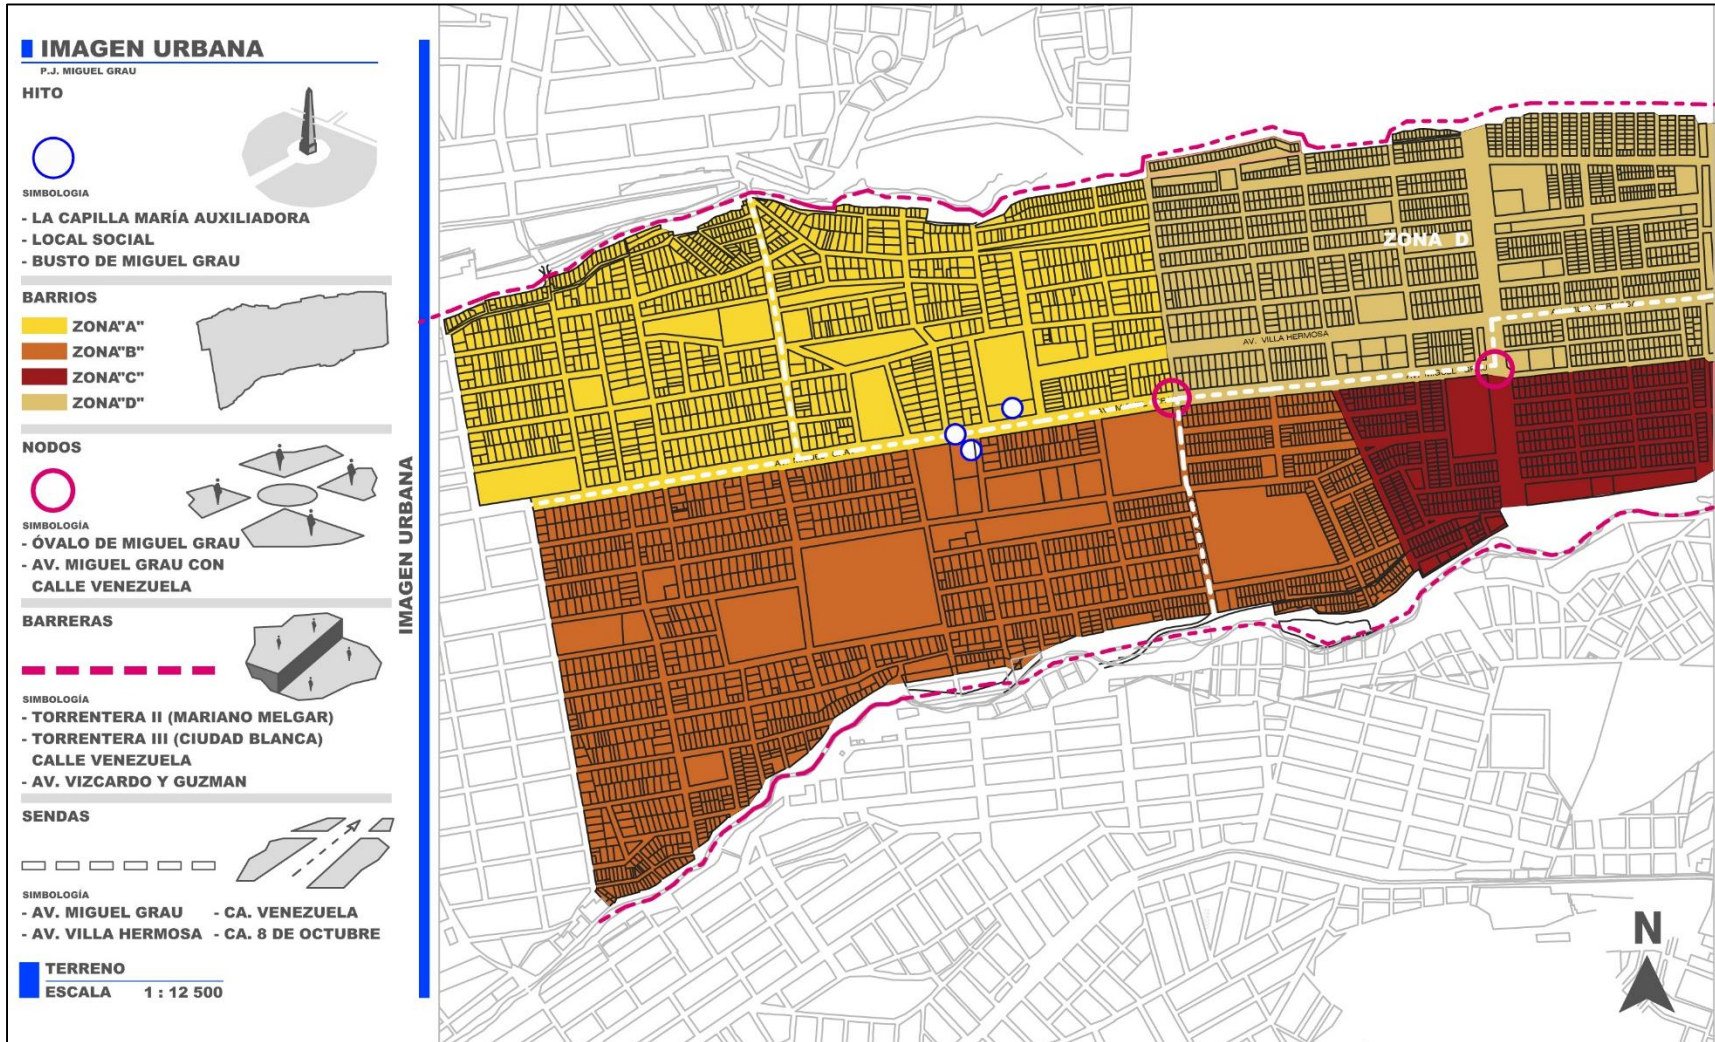 IMAGEN URBANA
P.J. MIGUEL GRAU
HITO
SIMBOLOGIA
- LA CAPILLA MARÍA AUXILIADORA
- LOCAL SOCIAL
- BUSTO DE MIGUEL GRAU
BARRIOS
ZONA"A"
ZONA"B"
ZONA"C"
ZONA"D"
NODOS
SIMBOLOGÍA
- ÓVALO DE MIGUEL GRAU
- AV. MIGUEL GRAU CON
CALLE VENEZUELA
BARRERAS
SIMBOLOGÍA
- TORRENTERA II (MARIANO MELGAR)
- TORRENTERA III (CIUDAD BLANCA)
CALLE VENEZUELA
- AV. VIZCARDO Y GUZMAN
SENDAS
SIMBOLOGÍA
- AV. MIGUEL GRAU - CA. VENEZUELA
- AV. VILLA HERMOSA - CA. 8 DE OCTUBRE
TERRENO
ESCALA 1 : 12 500
IMAGEN URBANA
ZONA D
AV. VILLA HERMOSA
N